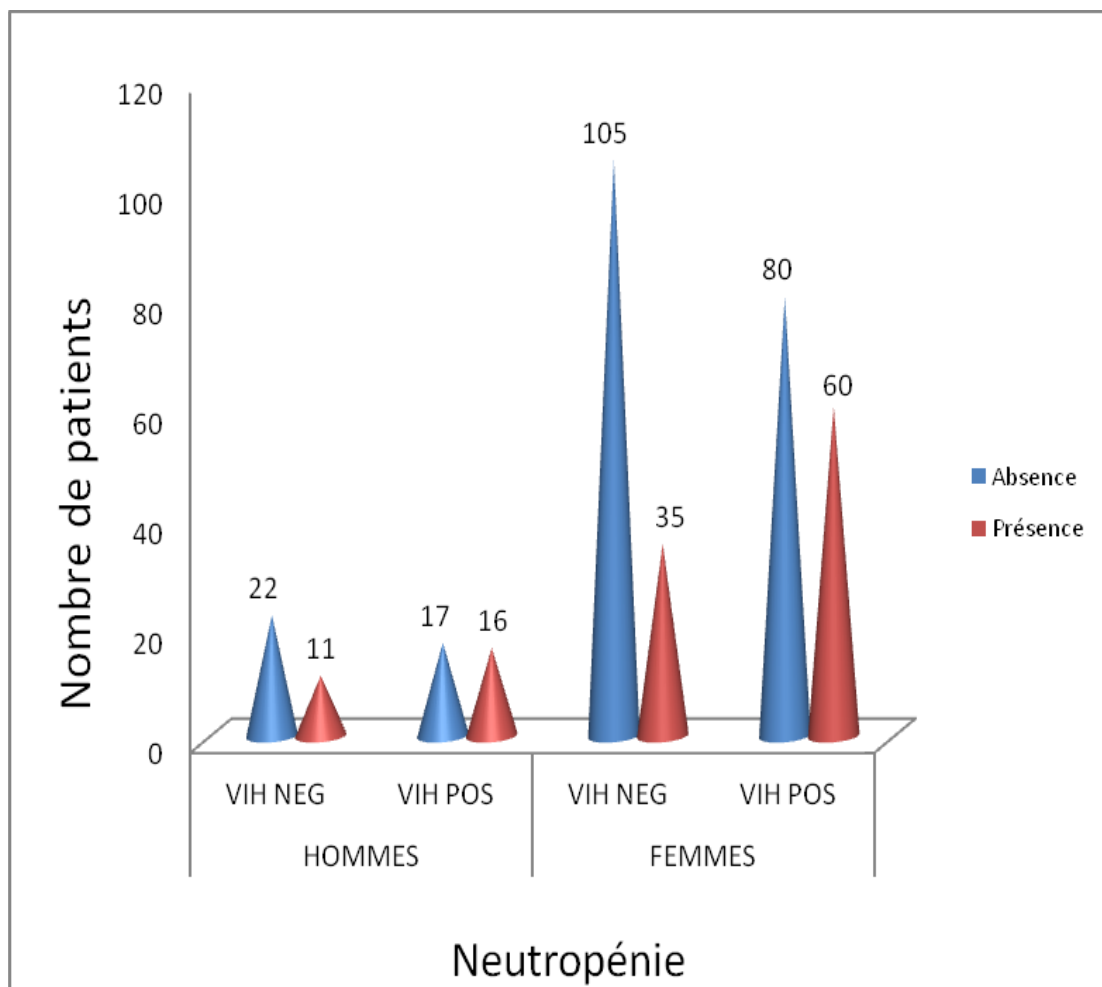 120
100
80
60
40
20
0
Nombre de patients
22
11
17
16
105
35
80
60
VIH NEG
VIH POS
VIH NEG
VIH POS
HOMMES
FEMMES
Neutropénie
Absence
Présence